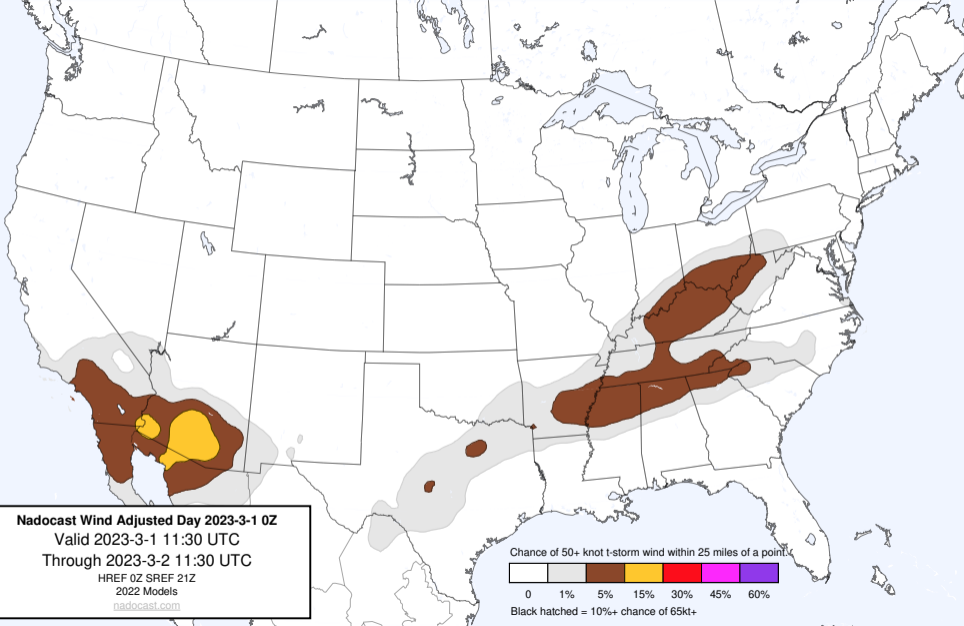 Nadocast Wind Adjusted Day 2023-3-1 0Z
Valid 2023-3-1 11:30 UTC
Through 2023-3-2 11:30 UTC
HREF 0Z SREF 21Z
2022 Models
nadocast.com
Chance of 50+ knot t-storm wind within 25 miles of a point.
0 1% 5% 15% 30% 45% 60%
Black hatched = 10%+ chance of 65kt+